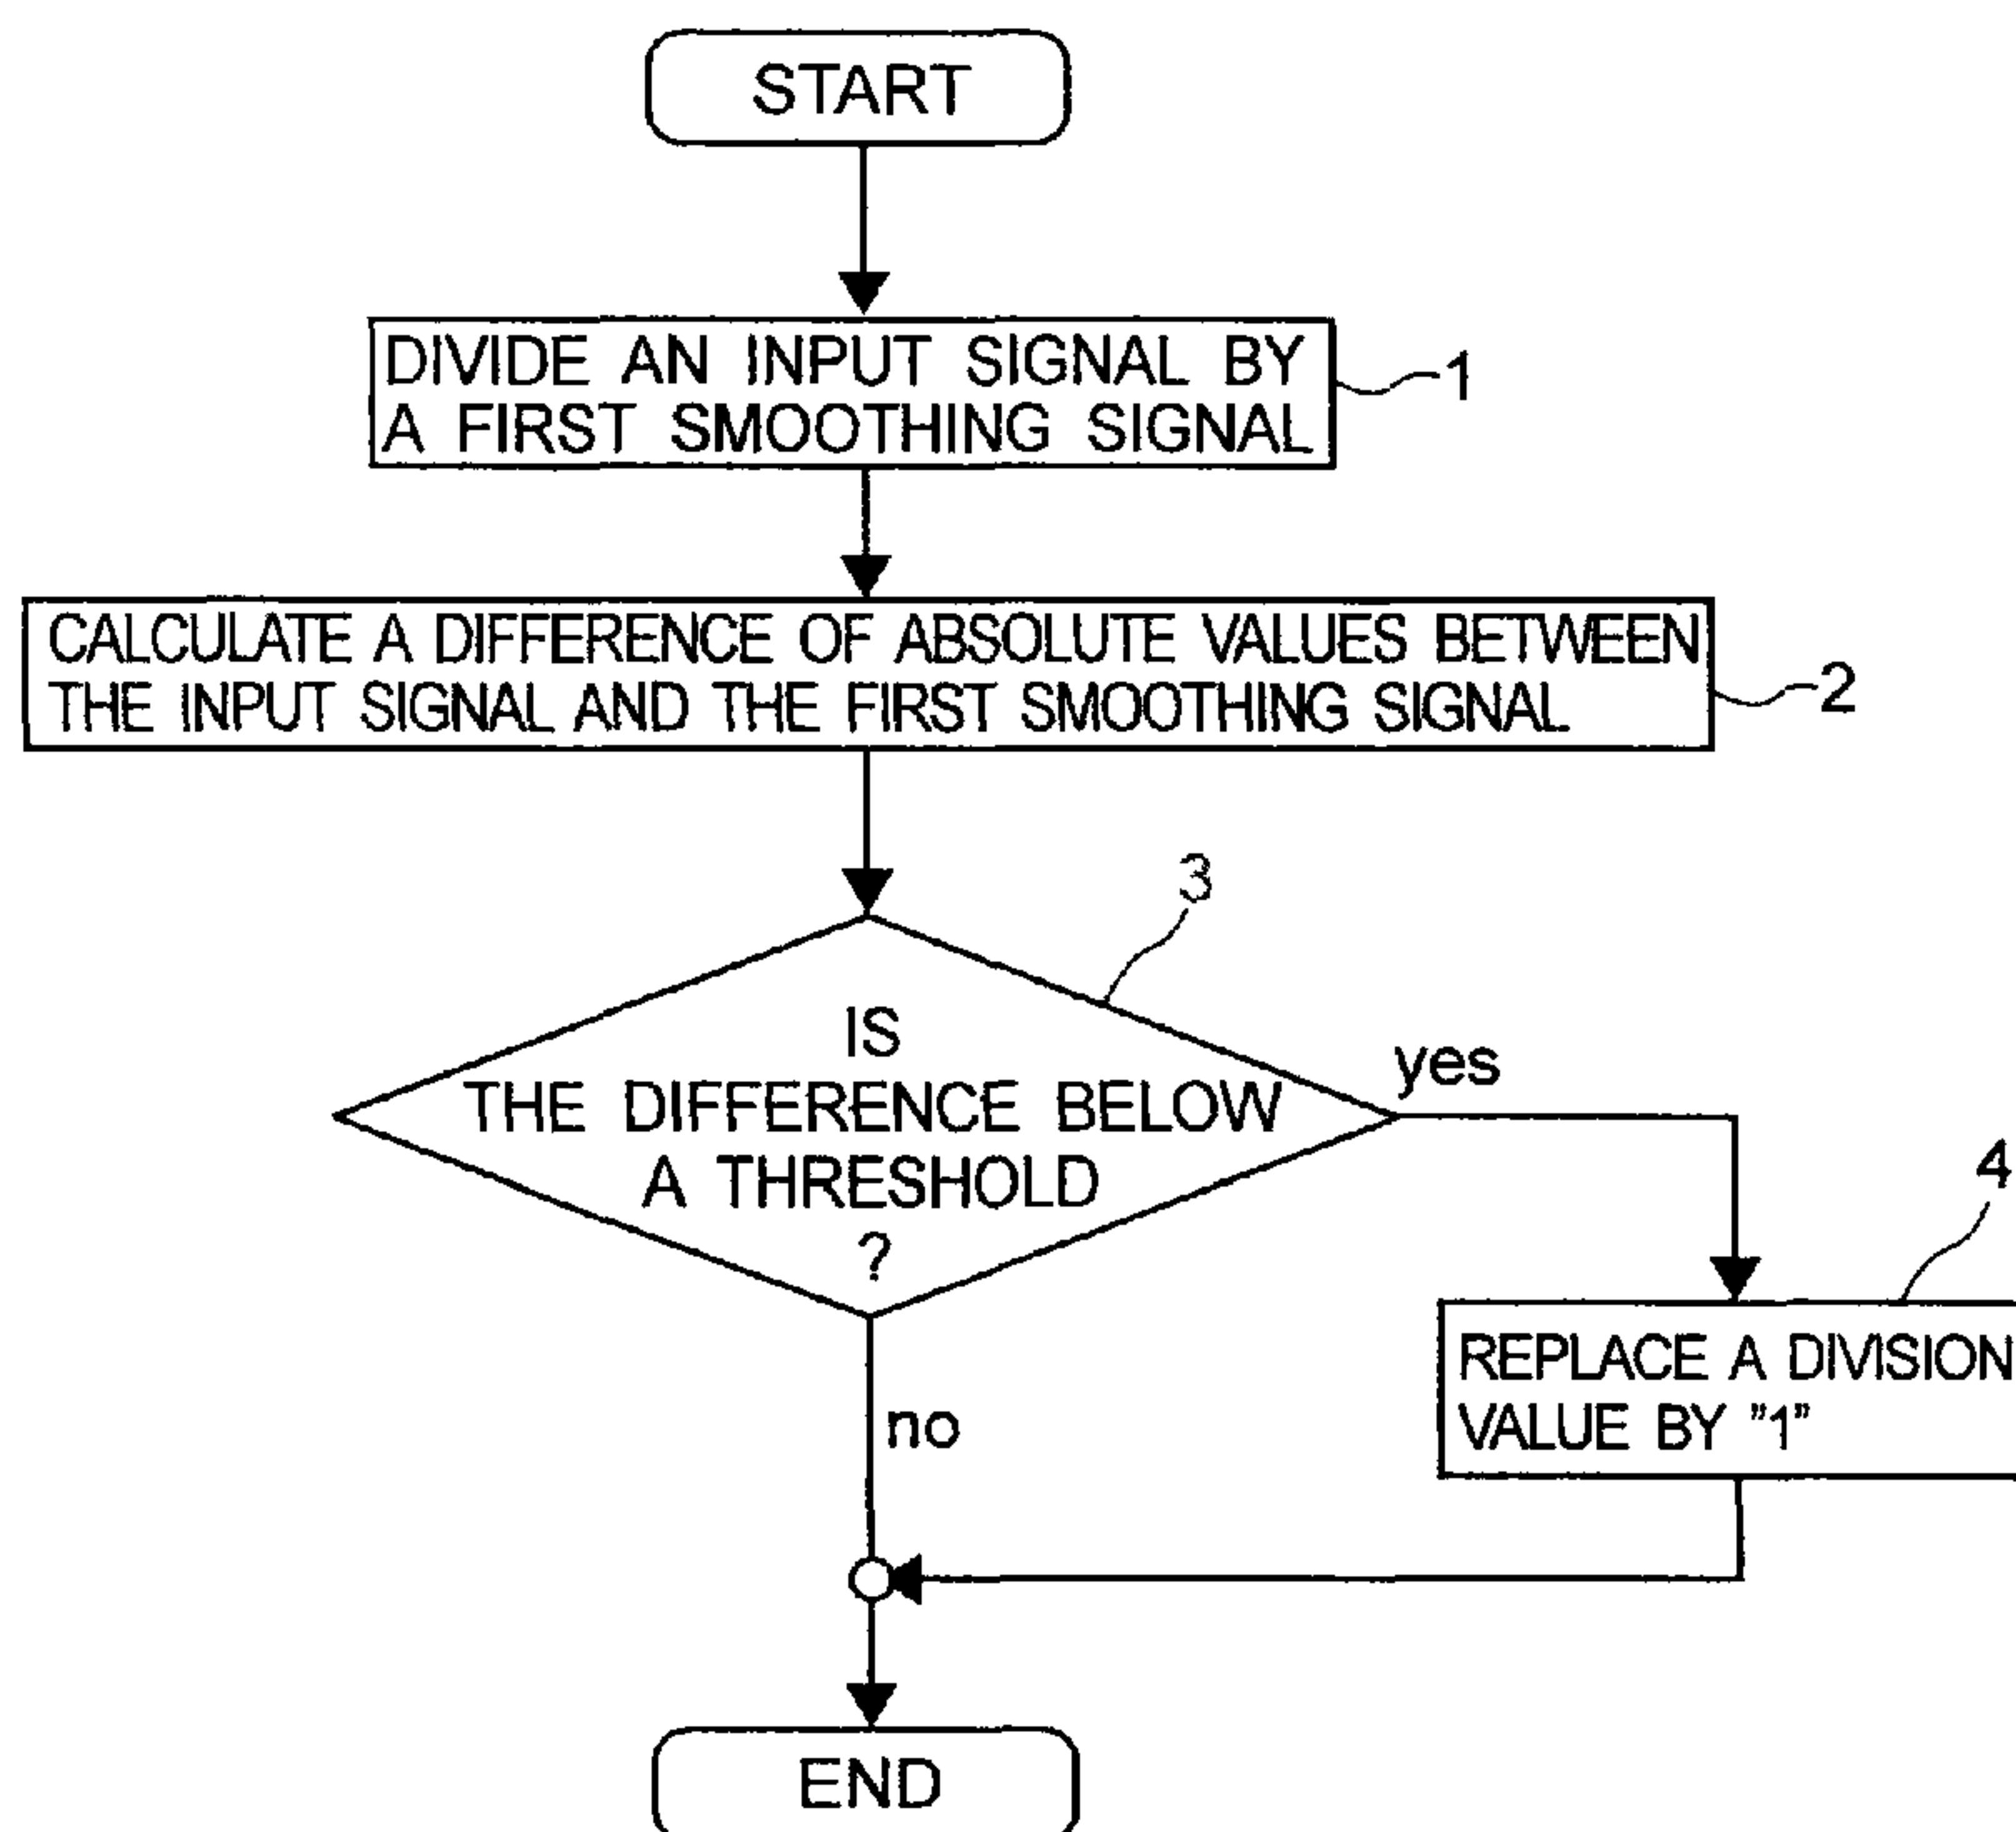 START
DIVIDE AN INPUT SIGNAL BY
A FIRST SMOOTHING SIGNAL
1
CALCULATE A DIFFERENCE OF ABSOLUTE VALUES BETWEEN
THE INPUT SIGNAL AND THE FIRST SMOOTHING SIGNAL
2
3
IS
THE DIFFERENCE BELOW
A THRESHOLD
?
yes
4
REPLACE A DIVISION
VALUE BY ”1”
no
END